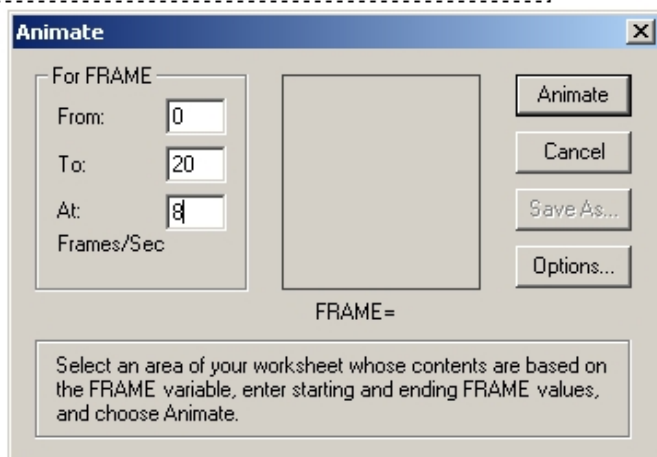 Animate
For FRAME
From: 0
To: 20
At: 8
Frames/Sec
Animate
Cancel
Save As...
Options...
FRAME=
Select an area of your worksheet whose contents are based on
the FRAME variable, enter starting and ending FRAME values,
and choose Animate.